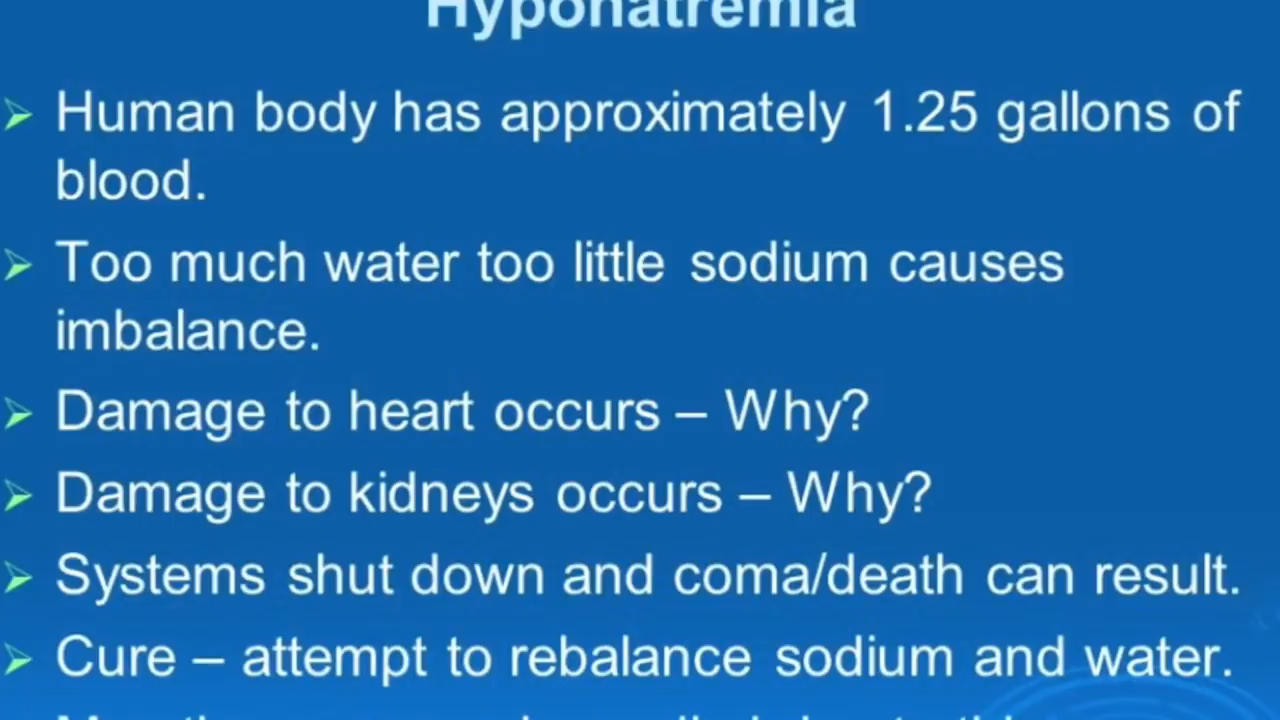 Hyponatremia
Human body has approximately 1.25 gallons of
blood.
Too much water too little sodium causes
imbalance.
Damage to heart occurs – Why?
Damage to kidneys occurs – Why?
Systems shut down and coma/death can result.
Cure – attempt to rebalance sodium and water.